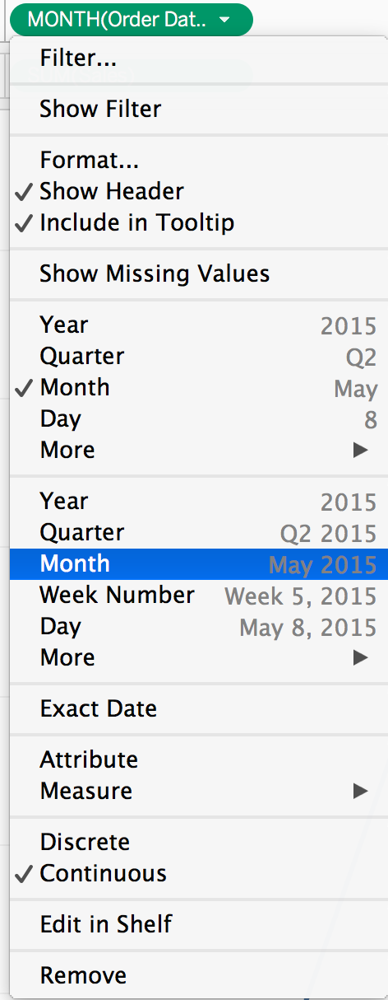 MONTH(Order Dat..
Filter...
Show Filter
Format...
Show Header
Include in Tooltip
Show Missing Values
Year 2015
Quarter Q2
Month May
Day 8
More
Year 2015
Quarter Q2 2015
Month May 2015
Week Number Week 5, 2015
Day May 8, 2015
More
Exact Date
Attribute
Measure
Discrete
Continuous
Edit in Shelf
Remove